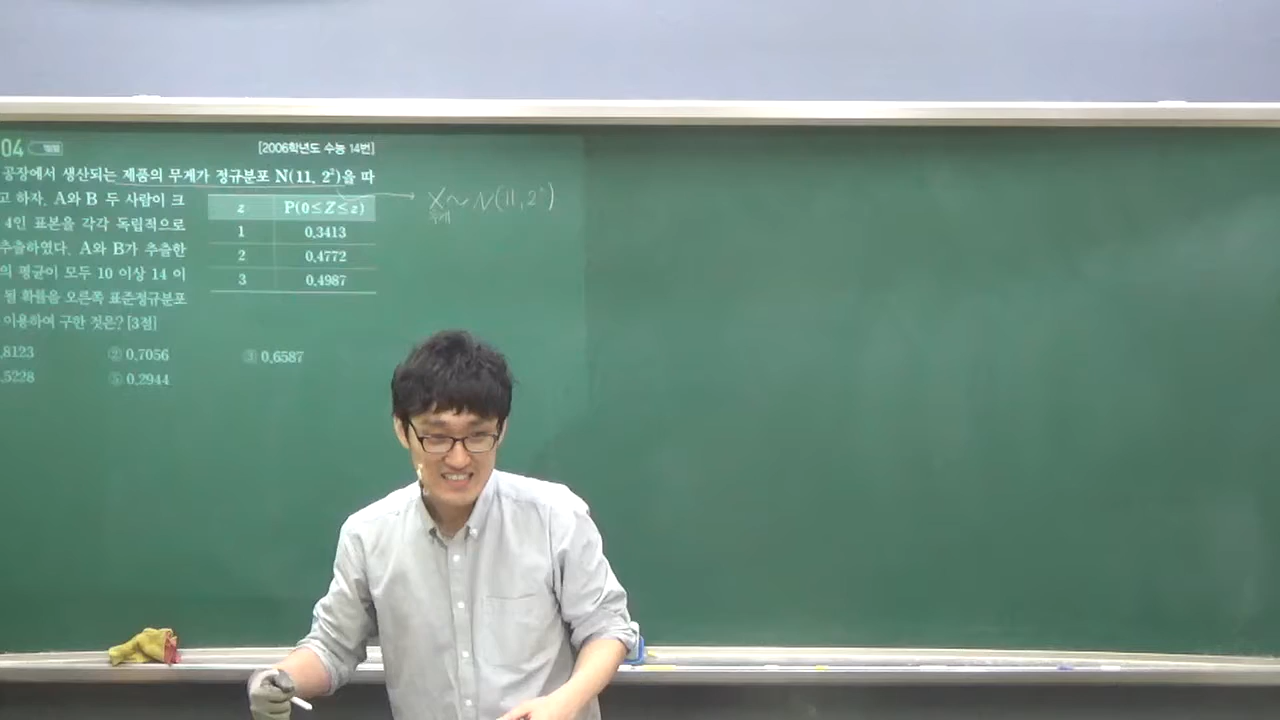 04
[2006학년도 수능 14번]
공장에서 생산되는 제품의 무게가 정규분포 N(11, 2²)을 따
고 하자. A와 B 두 사람이 크
4인 표본을 각각 독립적으로
추출하였다. A와 B가 추출한
의 평균이 모두 10 이상 14 이
될 확률을 오른쪽 표준정규분포
이용하여 구한 것은? [3점]
z P(0≤Z≤z)
1 0.3413
2 0.4772
3 0.4987
.8123 ② 0.7056 ③ 0.6587
.5228 ⑤ 0.2944
X~N(11, 2²)
무게